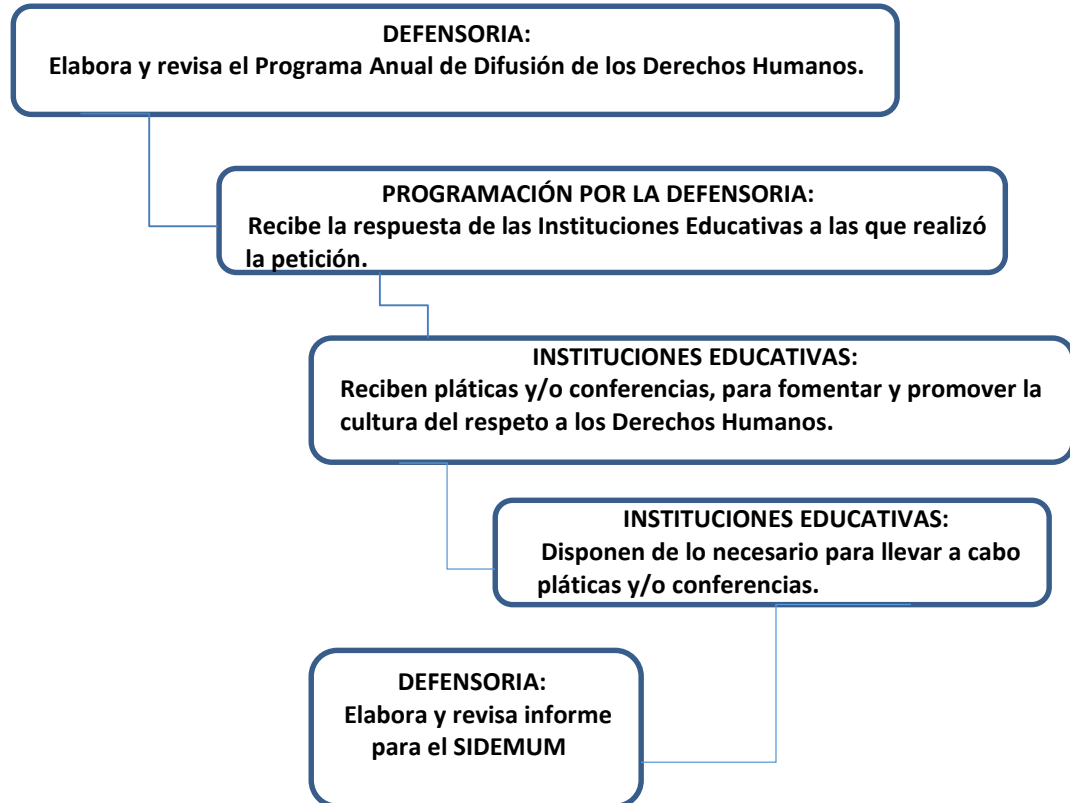 DEFENSORIA:
Elabora y revisa el Programa Anual de Difusión de los Derechos Humanos.
PROGRAMACIÓN POR LA DEFENSORIA:
Recibe la respuesta de las Instituciones Educativas a las que realizó
la petición.
INSTITUCIONES EDUCATIVAS:
Reciben pláticas y/o conferencias, para fomentar y promover la
cultura del respeto a los Derechos Humanos.
INSTITUCIONES EDUCATIVAS:
Disponen de lo necesario para llevar a cabo
pláticas y/o conferencias.
DEFENSORIA:
Elabora y revisa informe
para el SIDEMUM